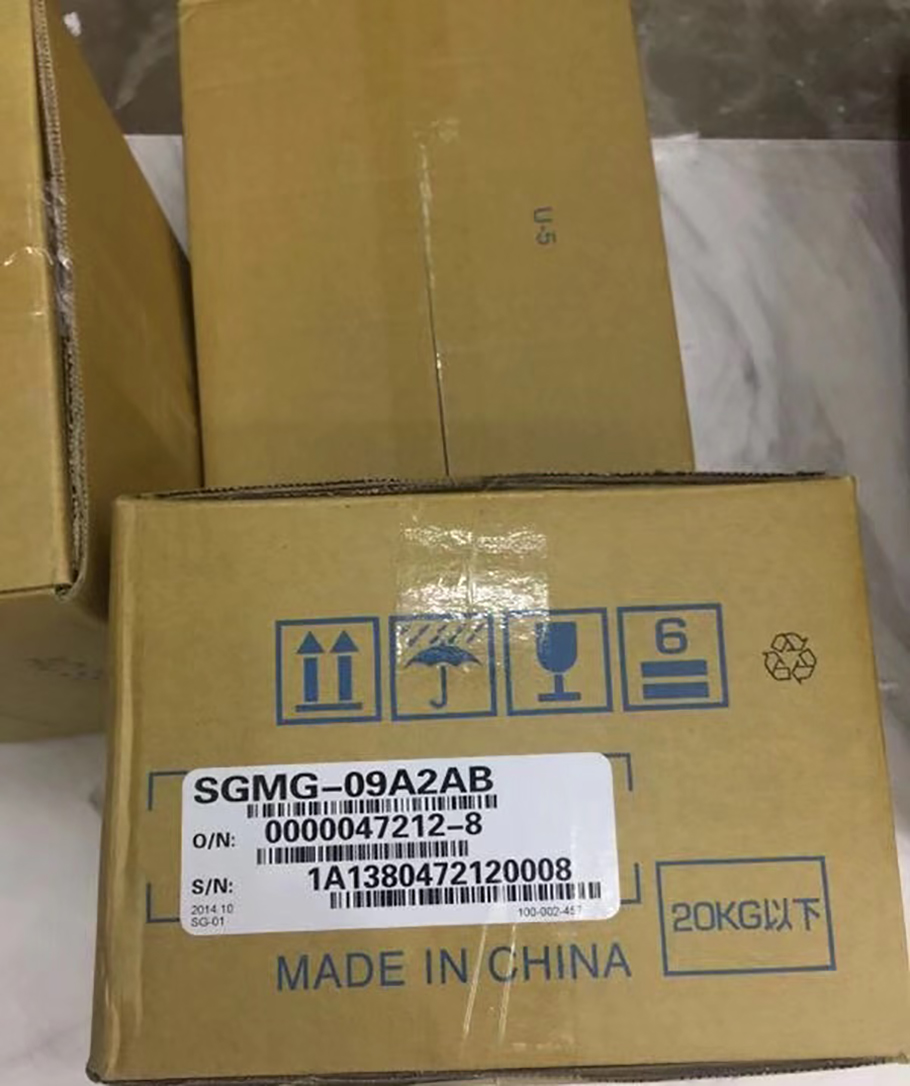 U-5
6
SGMG-09A2AB
O/N: 0000047212-8
S/N: 1A1380472120008
2014.10
SG-01
100-002-457
20KG以下
MADE IN CHINA